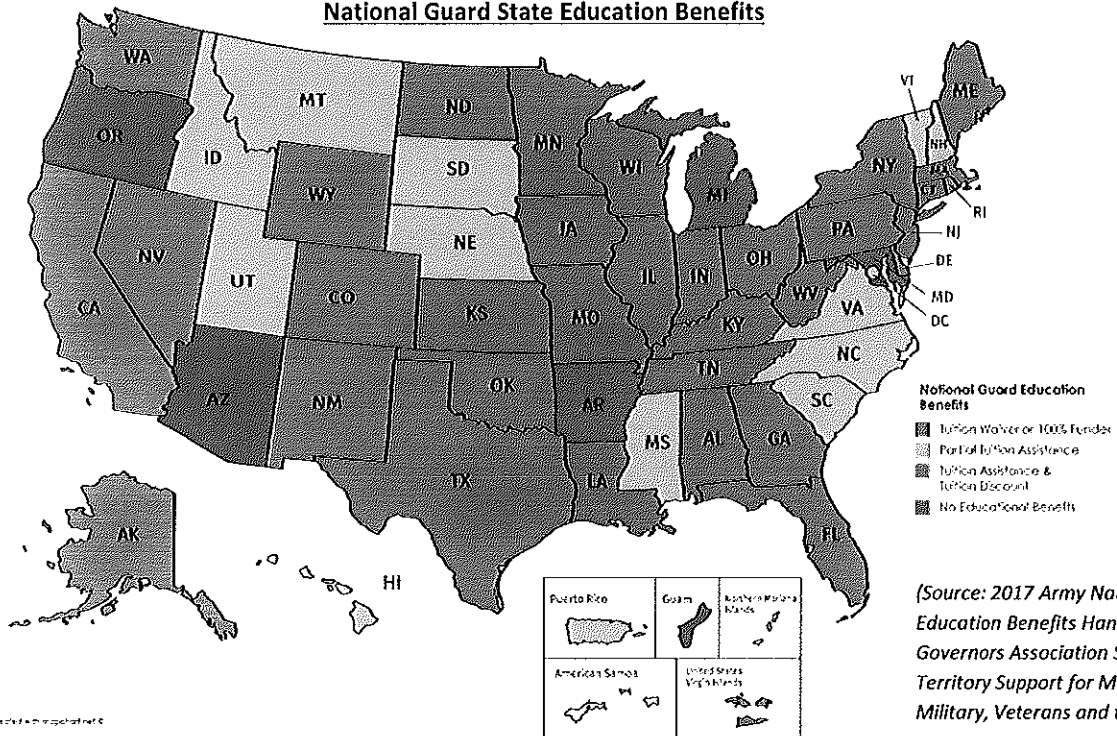 National Guard State Education Benefits
WA
OR
CA
NV
ID
MT
WY
UT
CO
AZ
NM
ND
SD
NE
KS
OK
TX
MN
IA
MO
AR
LA
WI
IL
MS
MI
IN
OH
KY
TN
AL
GA
FL
SC
NC
VA
WV
PA
NY
VT
NH
ME
MA
CT
RI
NJ
DE
MD
DC
AK
HI
National Guard Education
Benefits
Tuition Waiver or 100% Funder
Partial Tuition Assistance
Tuition Assistance &
Tuition Discount
No Educational Benefits
Puerto Rico
Guam
Northern Mariana
Islands
American Samoa
United States
Virgin Islands
(Source: 2017 Army Na
Education Benefits Han
Governors Association S
Territory Support for M
Military, Veterans and